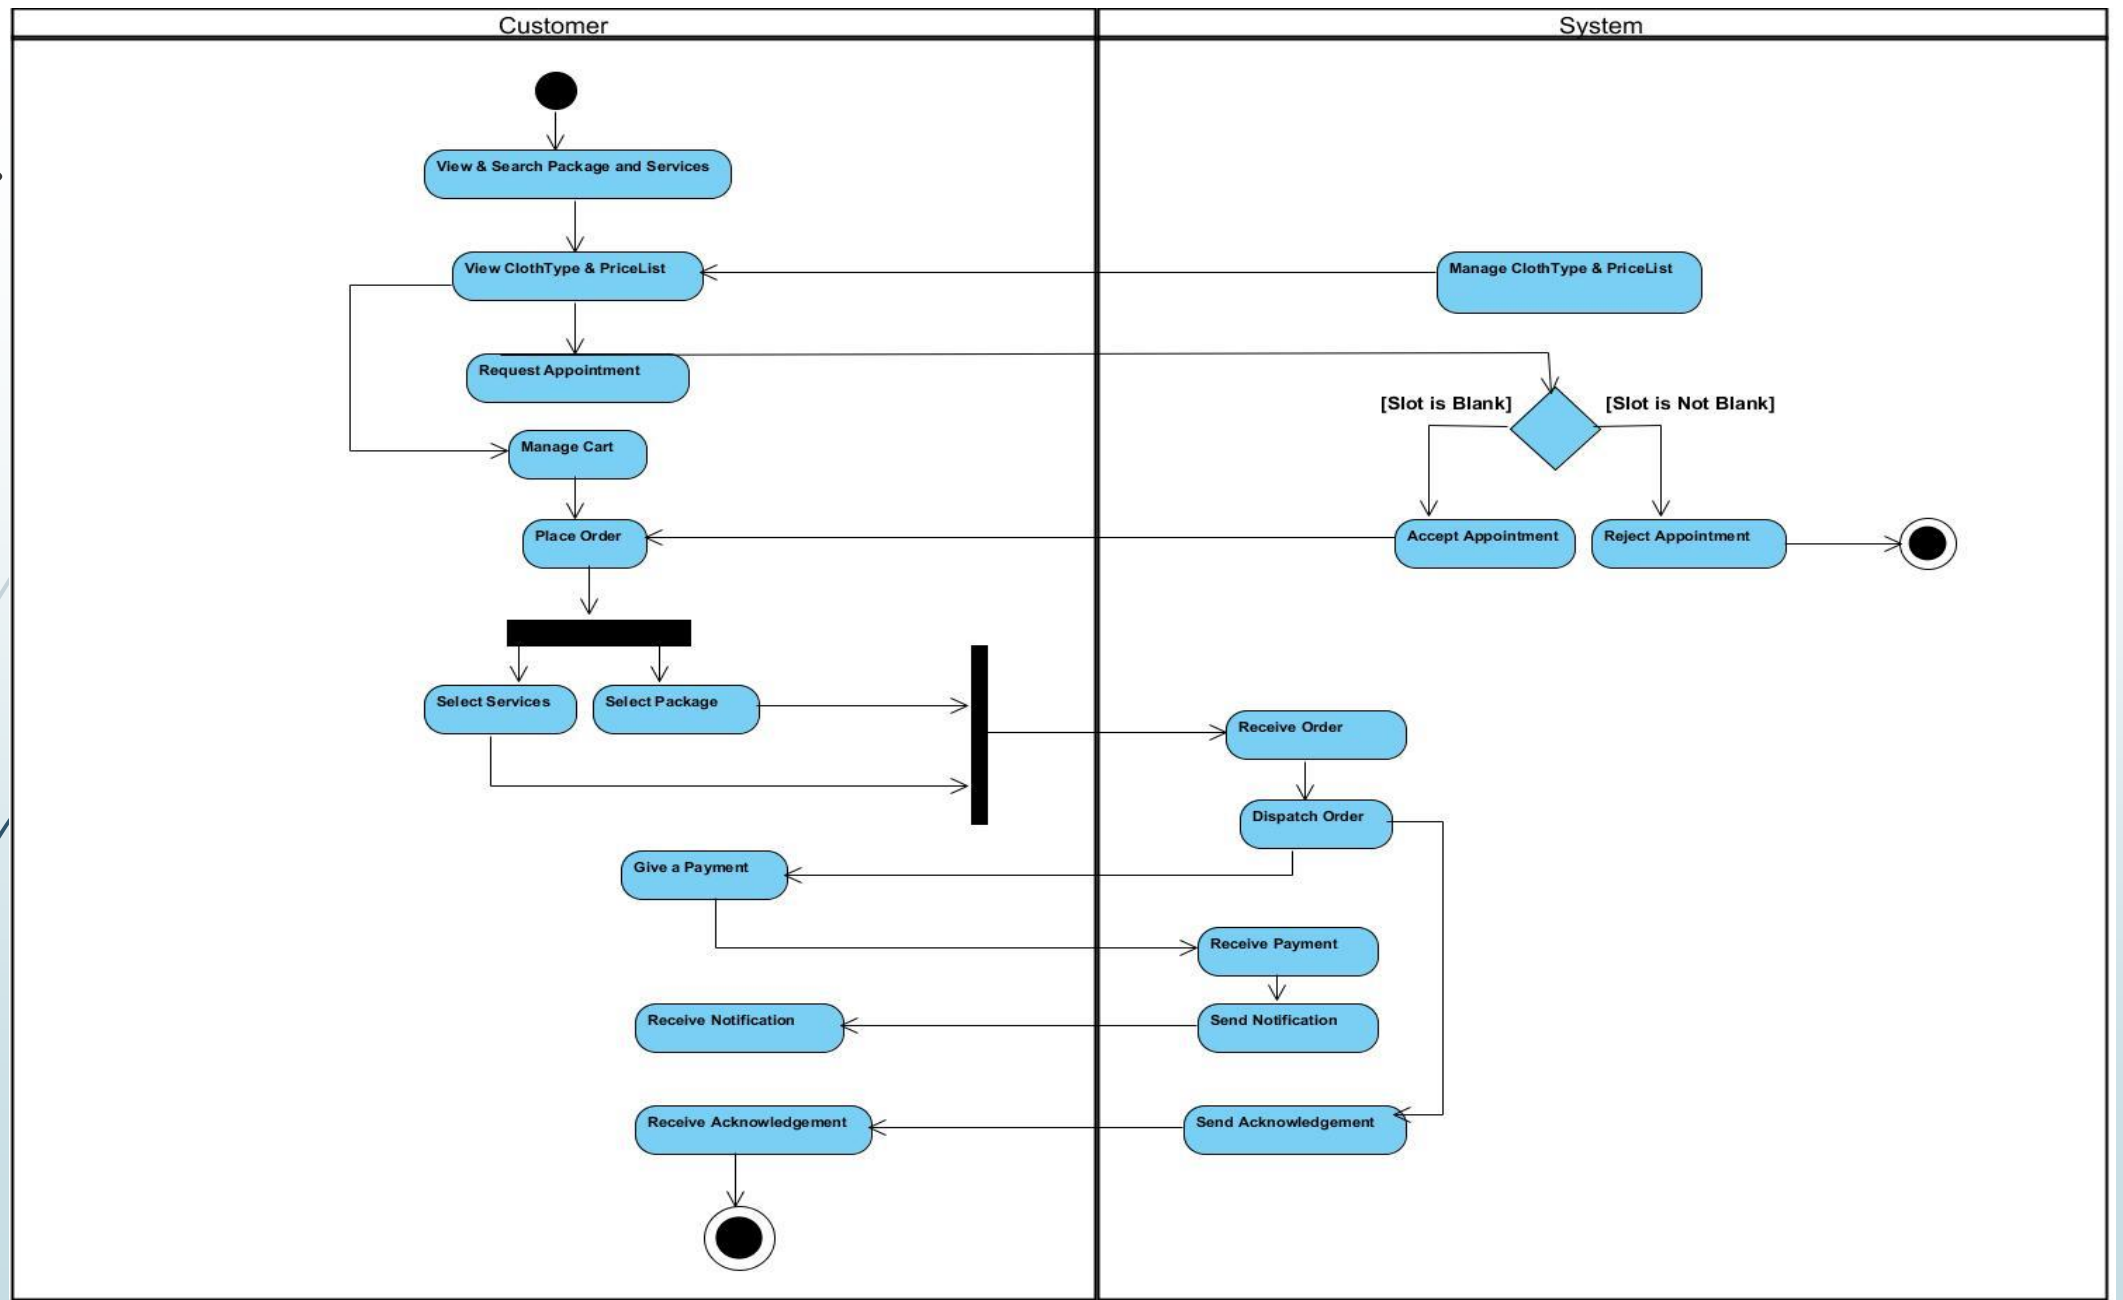 Customer
System
View & Search Package and Services
View ClothType & PriceList
Manage ClothType & PriceList
Request Appointment
[Slot is Blank]
[Slot is Not Blank]
Manage Cart
Place Order
Accept Appointment
Reject Appointment
Select Services
Select Package
Receive Order
Dispatch Order
Give a Payment
Receive Payment
Receive Notification
Send Notification
Receive Acknowledgement
Send Acknowledgement